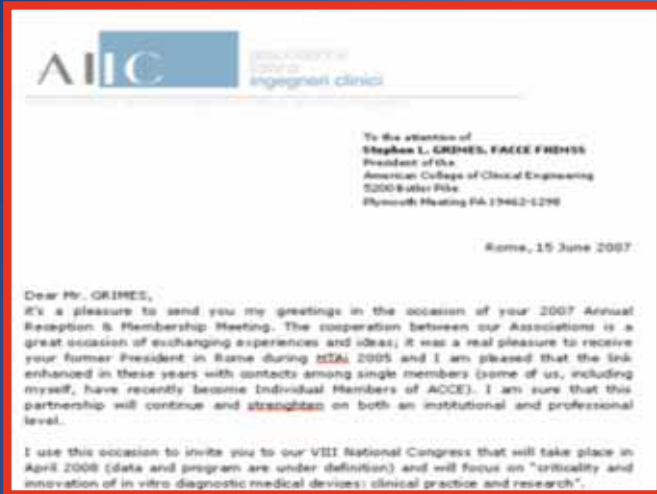 AIIC
associazione
italiana
ingegneri clinici
To the attention of
Stephen L. GRIMES, FACCE FHIMSS
President of the
American College of Clinical Engineering
5200 Butler Pike
Plymouth Meeting PA 19462-1298
Rome, 15 June 2007
Dear Mr. GRIMES,
it's a pleasure to send you my greetings in the occasion of your 2007 Annual
Reception & Membership Meeting. The cooperation between our Associations is a
great occasion of exchanging experiences and ideas; it was a real pleasure to receive
your former President in Rome during HTAi 2005 and I am pleased that the link
enhanced in these years with contacts among single members (some of us, including
myself, have recently become Individual Members of ACCE). I am sure that this
partnership will continue and strenghten on both an institutional and professional
level.
I use this occasion to invite you to our VIII National Congress that will take place in
April 2008 (data and program are under definition) and will focus on "criticality and
innovation of in vitro diagnostic medical devices: clinical practice and research".